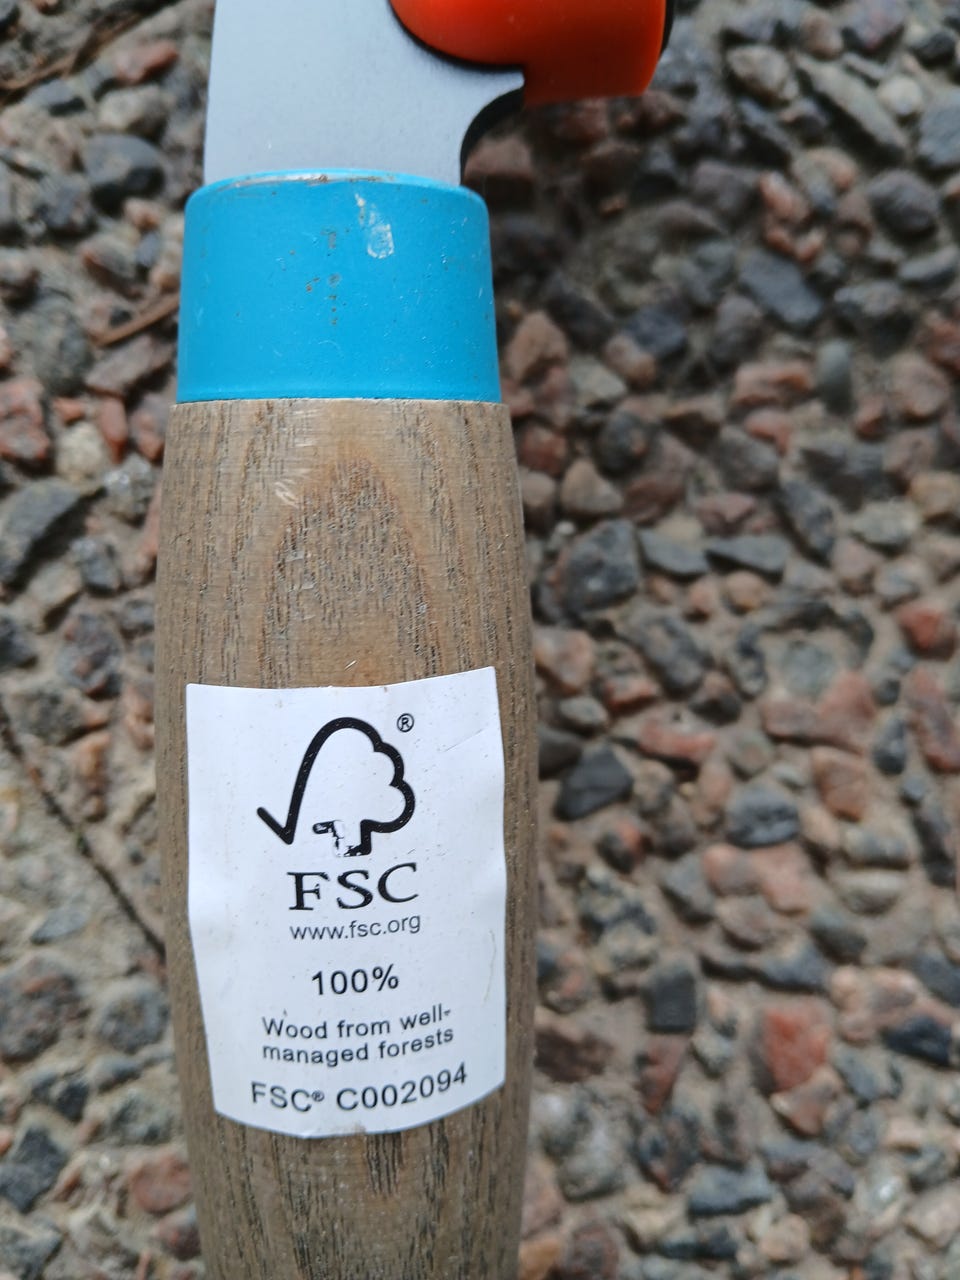 ®
FSC
www.fsc.org
100%
Wood from well-
managed forests
FSC® C002094